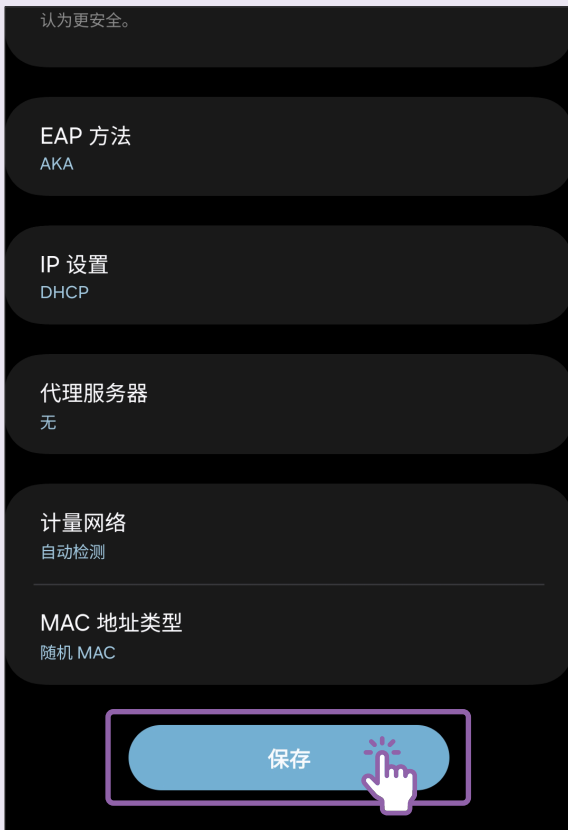 认为更安全。
EAP 方法
AKA
IP 设置
DHCP
代理服务器
无
计量网络
自动检测
MAC 地址类型
随机 MAC
保存